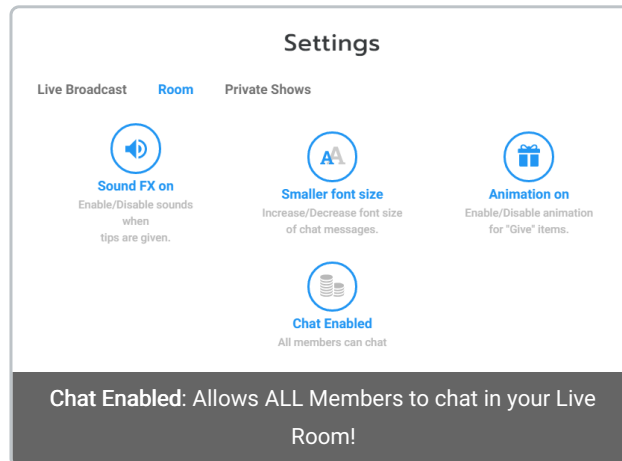 Settings
Live Broadcast Room Private Shows
Sound FX on
Enable/Disable sounds
when
tips are given.
AA
Smaller font size
Increase/Decrease font size
of chat messages.
Animation on
Enable/Disable animation
for "Give" items.
Chat Enabled
All members can chat
Chat Enabled: Allows ALL Members to chat in your Live
Room!